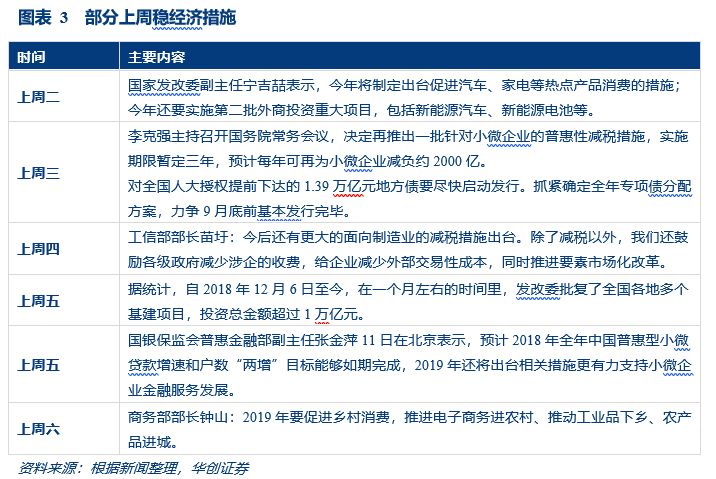 图表 3 部分上周稳经济措施
时间 主要内容
上周二
国家发改委副主任宁吉喆表示，今年将制定出台促进汽车、家电等热点产品消费的措施；
今年还要实施第二批外商投资重大项目，包括新能源汽车、新能源电池等。
上周三
李克强主持召开国务院常务会议，决定再推出一批针对小微企业的普惠性减税措施，实施
期限暂定三年，预计每年可再为小微企业减负约 2000 亿。
对全国人大授权提前下达的 1.39 万亿元地方债要尽快启动发行。抓紧确定全年专项债分配
方案，力争 9 月底前基本发行完毕。
上周四
工信部部长苗圩：今后还有更大的面向制造业的减税措施出台。除了减税以外，我们还鼓
励各级政府减少涉企的收费，给企业减少外部交易性成本，同时推进要素市场化改革。
上周五
据统计，自 2018 年 12 月 6 日至今，在一个月左右的时间里，发改委批复了全国各地多个
基建项目，投资总金额超过 1 万亿元。
上周五
国银保监会普惠金融部副主任张金萍 11 日在北京表示，预计 2018 年全年中国普惠型小微
贷款增速和户数“两增”目标能够如期完成，2019 年还将出台相关措施更有力支持小微企
业金融服务发展。
上周六
商务部部长钟山：2019 年要促进乡村消费，推进电子商务进农村、推动工业品下乡、农产
品进城。
资料来源：根据新闻整理，华创证券